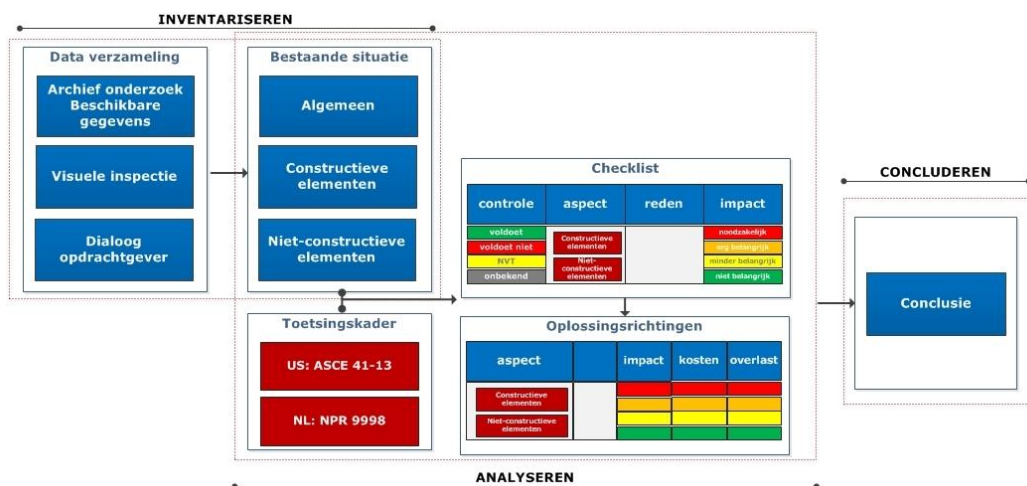 INVENTARISEREN
Data verzameling
Archief onderzoek
Beschikbare
gegevens
Visuele inspectie
Dialoog
opdrachtgever
Bestaande situatie
Algemeen
Constructieve
elementen
Niet-constructieve
elementen
Toetsingskader
US: ASCE 41-13
NL: NPR 9998
Checklist
controle aspect reden impact
voldoet
voldoet niet
NVT
onbekend
Constructieve
elementen
Niet-
constructieve
elementen
noodzakelijk
erg belangrijk
minder belangrijk
niet belangrijk
Oplossingsrichtingen
aspect impact kosten overlast
Constructieve
elementen
Niet-constructieve
elementen
CONCLUDEREN
Conclusie
ANALYSEREN